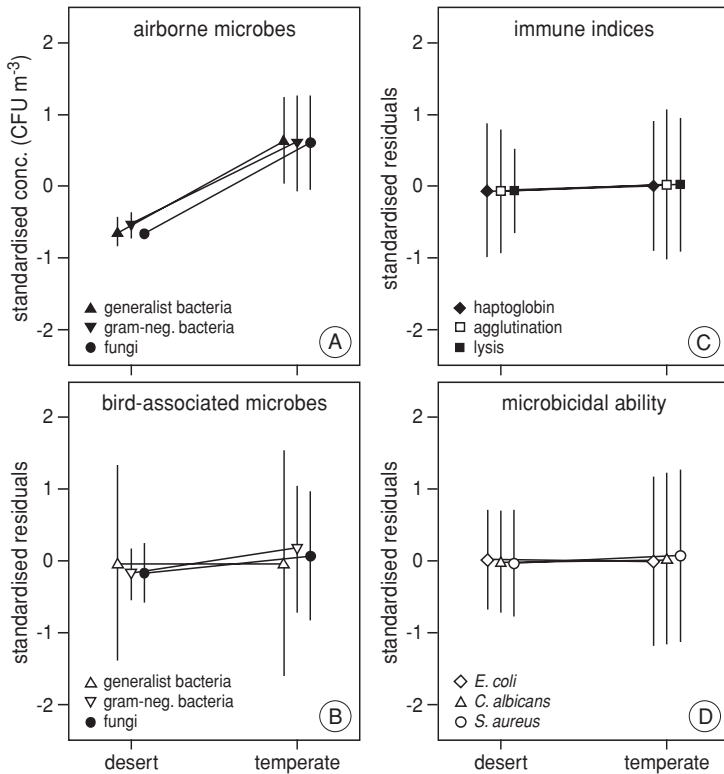 airborne microbes
standardised conc. (CFU m-3)
2
1
0
-1
-2
generalist bacteria
gram-neg. bacteria
fungi
A
immune indices
standardised residuals
2
1
0
-1
-2
haptoglobin
agglutination
lysis
C
bird-associated microbes
standardised residuals
2
1
0
-1
-2
generalist bacteria
gram-neg. bacteria
fungi
B
desert temperate
microbicidal ability
standardised residuals
2
1
0
-1
-2
E. coli
C. albicans
S. aureus
D
desert temperate